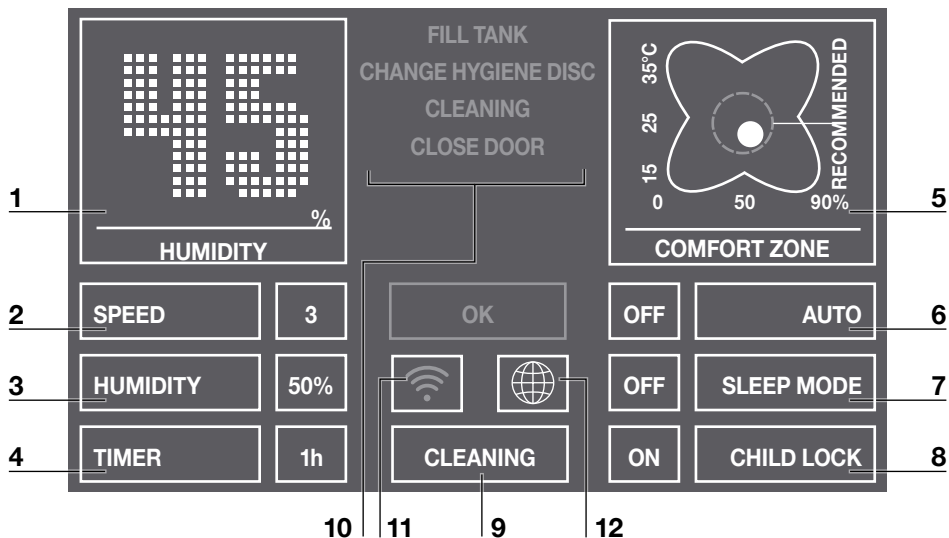 FILL TANK
CHANGE HYGIENE DISC
CLEANING
CLOSE DOOR
45
%
HUMIDITY
35°C
25
15
0 50 90%
RECOMMENDED
COMFORT ZONE
1
5
2
SPEED 3
OK
OFF AUTO
6
3
HUMIDITY 50%
OFF SLEEP MODE
7
4
TIMER 1h
CLEANING
ON CHILD LOCK
8
10 11 9 12